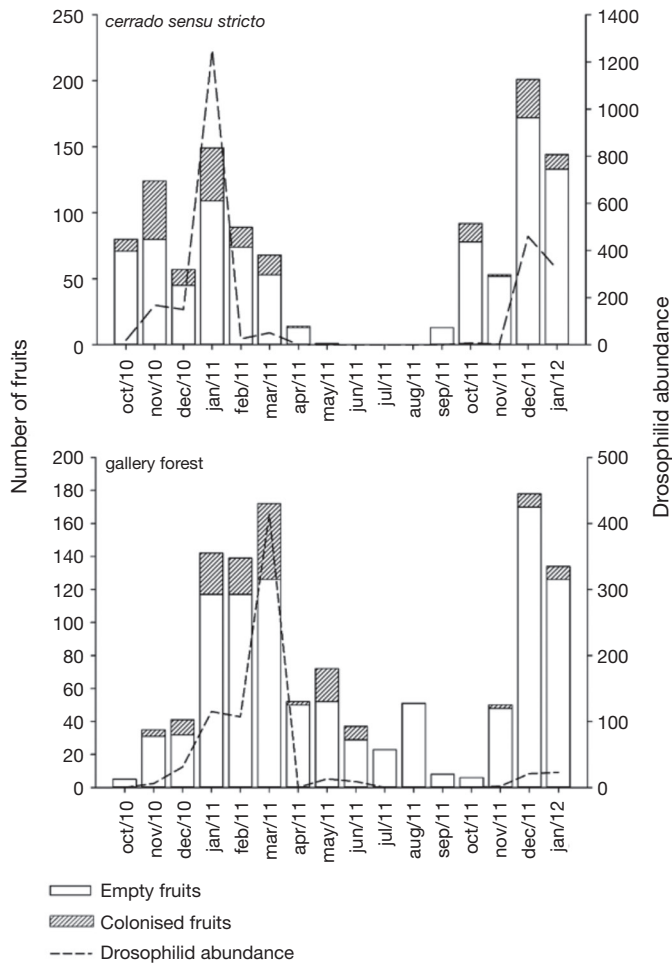 cerrado sensu stricto
250
200
150
100
50
0
1400
1200
1000
800
600
400
200
0
oct/10
nov/10
dec/10
jan/11
feb/11
mar/11
apr/11
may/11
jun/11
jul/11
aug/11
sep/11
oct/11
nov/11
dec/11
jan/12
Number of fruits
Drosophilid abundance
gallery forest
200
180
160
140
120
100
80
60
40
20
0
500
400
300
200
100
0
oct/10
nov/10
dec/10
jan/11
feb/11
mar/11
apr/11
may/11
jun/11
jul/11
aug/11
sep/11
oct/11
nov/11
dec/11
jan/12
Empty fruits
Colonised fruits
Drosophilid abundance